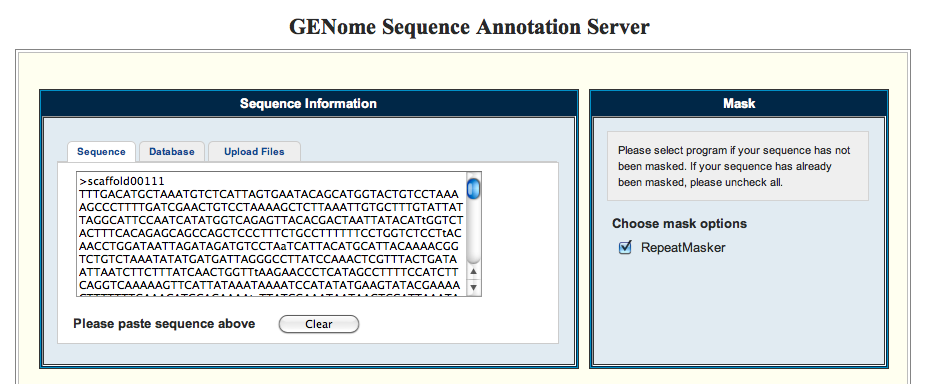 GENome Sequence Annotation Server
Sequence Information
Sequence
Database
Upload Files
>scaffold00111
TTTGACATGCTAAATGTCTCATTAGTGAATACAGCATGGTACTGTCCTAAA
AGCCCTTTTGATCGAACTGTCCTAAAAGCTCTTAAATTGTGCTTTGTATTAT
TAGGCATTCCAATCATATGGTCAGAGTTACACGACTAATTATACATtGGTCT
ACTTTCACAGAGCAGCCAGCTCCCTTTCTGCCTTTTTTCCTGGTCTCCTtAC
AACCTGGATAATTAGATAGATGTCCTAaTCATTACATGCATTACAAAACGG
TCTGTCTAAATATATGATGATTAGGGCCTTATCCAAACTCGTTTACTGATA
ATTAATCTTCTTTATCAACTGGTTtAAGAACCCTCATAGCCTTTTCCATCTT
CAGGTCAAAAAGTTCATTATAAATAAAATCCATATATGAAGTATACGAAAA
Please paste sequence above
Clear
Mask
Please select program if your sequence has not
been masked. If your sequence has already
been masked, please uncheck all.
Choose mask options
RepeatMasker